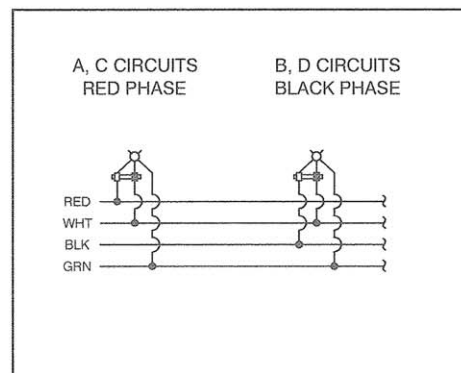 A, C CIRCUITS
RED PHASE
B, D CIRCUITS
BLACK PHASE
RED
WHT
BLK
GRN